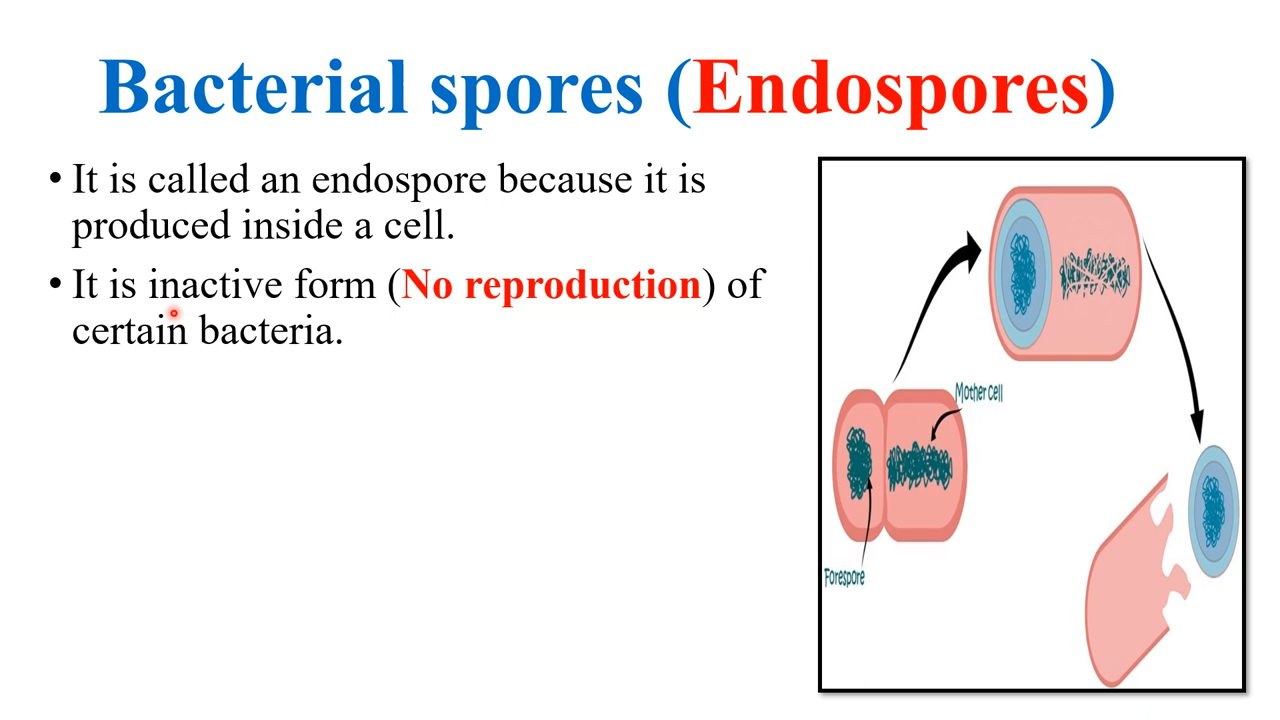 Bacterial spores (Endospores)
• It is called an endospore because it is
produced inside a cell.
• It is inactive form (No reproduction) of
certain bacteria.
Mother cell
Forespore